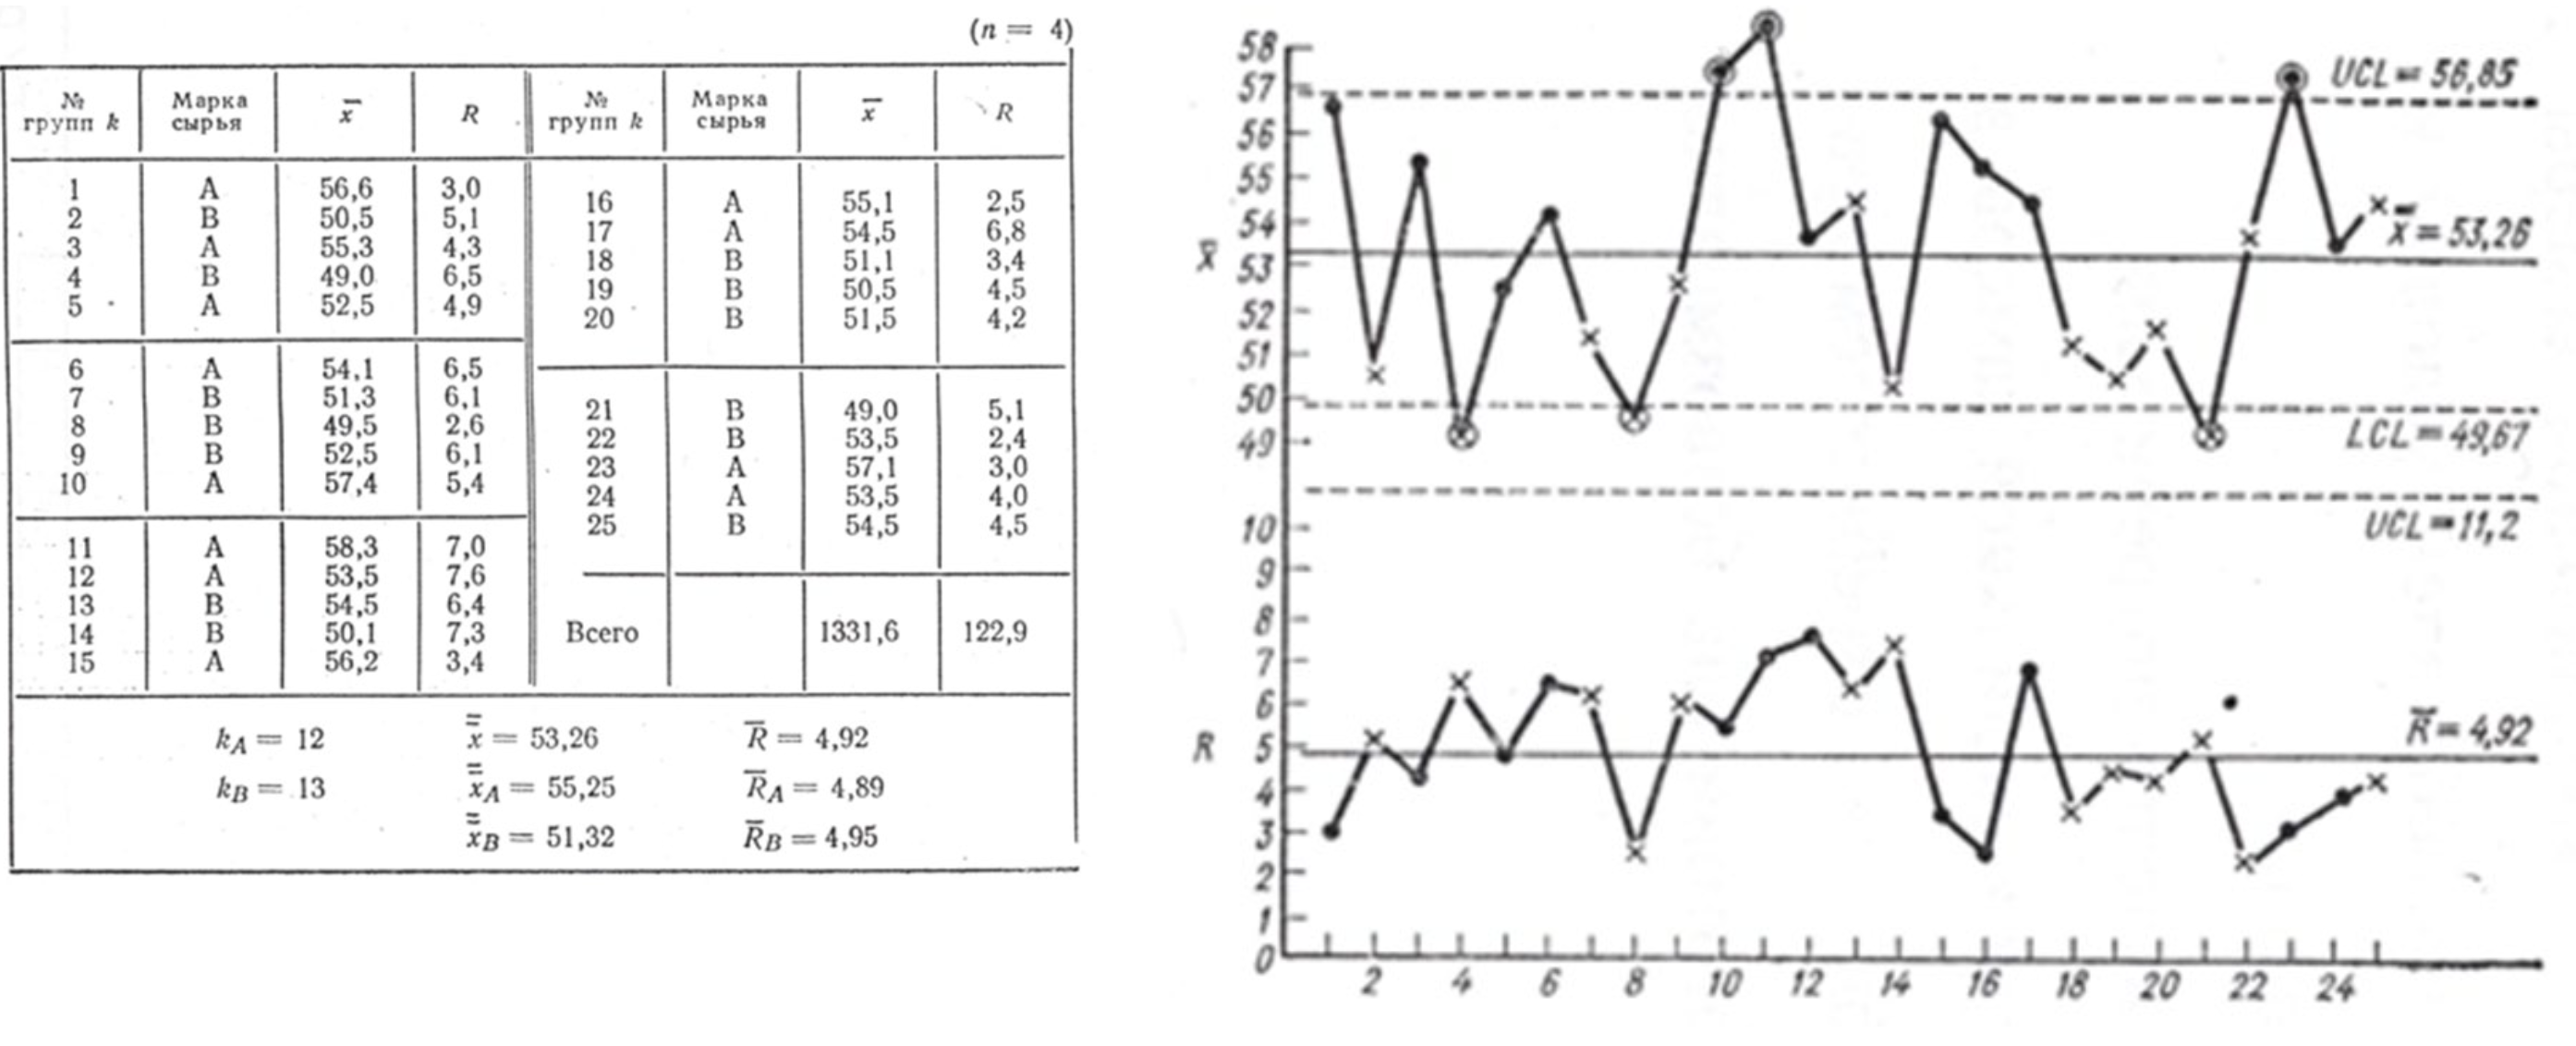 (n = 4)
№ групп k Марка сырья x̄ R № групп k Марка сырья x̄ R
1 A 56,6 3,0
2 B 50,5 5,1
3 A 55,3 4,3
4 B 49,0 6,5
5 A 52,5 4,9
6 A 54,1 6,5
7 B 51,3 6,1
8 B 49,5 2,6
9 B 52,5 6,1
10 A 57,4 5,4
11 A 58,3 7,0
12 A 53,5 7,6
13 B 54,5 6,4
14 B 50,1 7,3
15 A 56,2 3,4
16 A 55,1 2,5
17 A 54,5 6,8
18 B 51,1 3,4
19 B 50,5 4,5
20 B 51,5 4,2
21 B 49,0 5,1
22 B 53,5 2,4
23 A 57,1 3,0
24 A 53,5 4,0
25 B 54,5 4,5
Всего 1331,6 122,9
k_A = 12 x̿ = 53,26 R̄ = 4,92
k_B = 13 x̿_A = 55,25 R̄_A = 4,89
x̿_B = 51,32 R̄_B = 4,95
58
57
56
55
54
53
52
51
50
49
x̄
UCL = 56,85
x̿ = 53,26
LCL = 49,67
UCL = 11,2
10
9
8
7
6
5
4
3
2
1
0
R
R̄ = 4,92
2 4 6 8 10 12 14 16 18 20 22 24